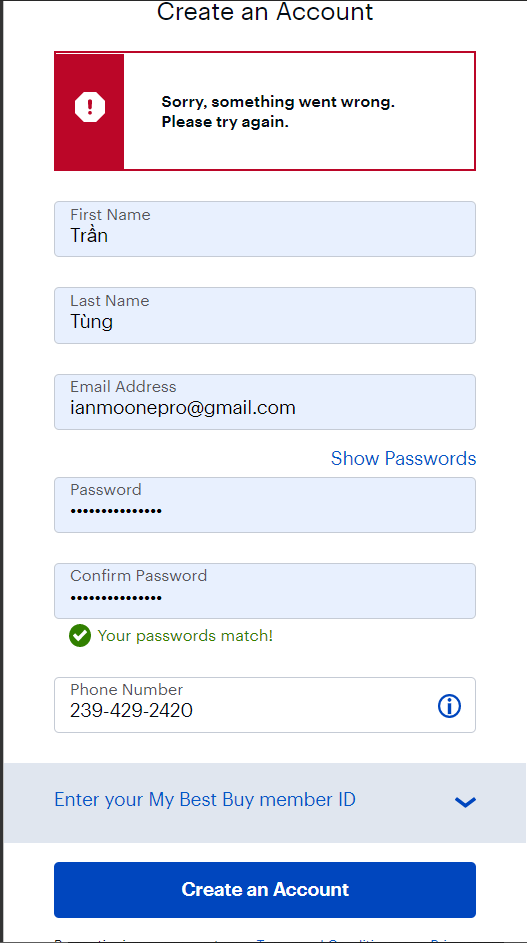 Create an Account
Sorry, something went wrong.
Please try again.
First Name
Trần
Last Name
Tùng
Email Address
ianmoonepro@gmail.com
Show Passwords
Password
•••••••••••••••
Confirm Password
•••••••••••••••
Your passwords match!
Phone Number
239-429-2420
Enter your My Best Buy member ID
Create an Account